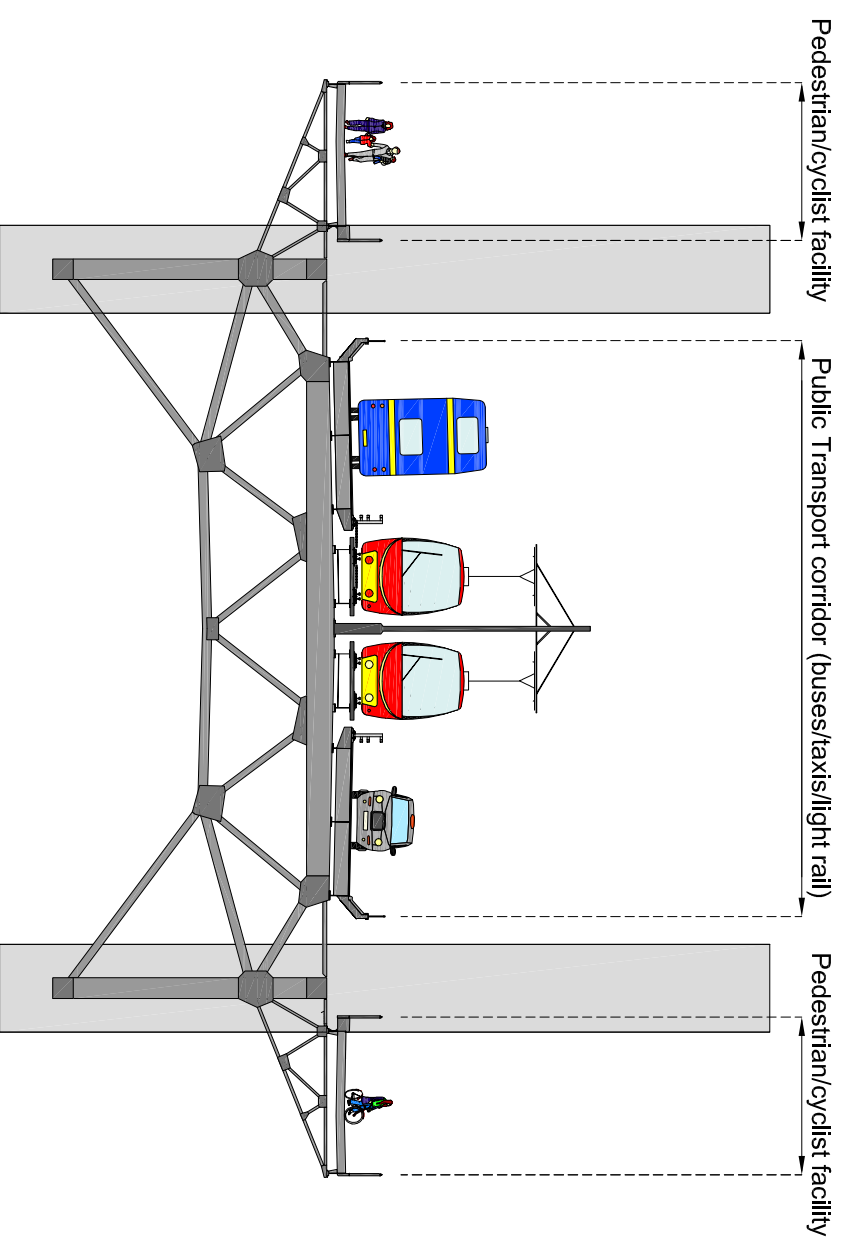 Pedestrian/cyclist facility
Public Transport corridor (buses/taxis/light rail)
Pedestrian/cyclist facility